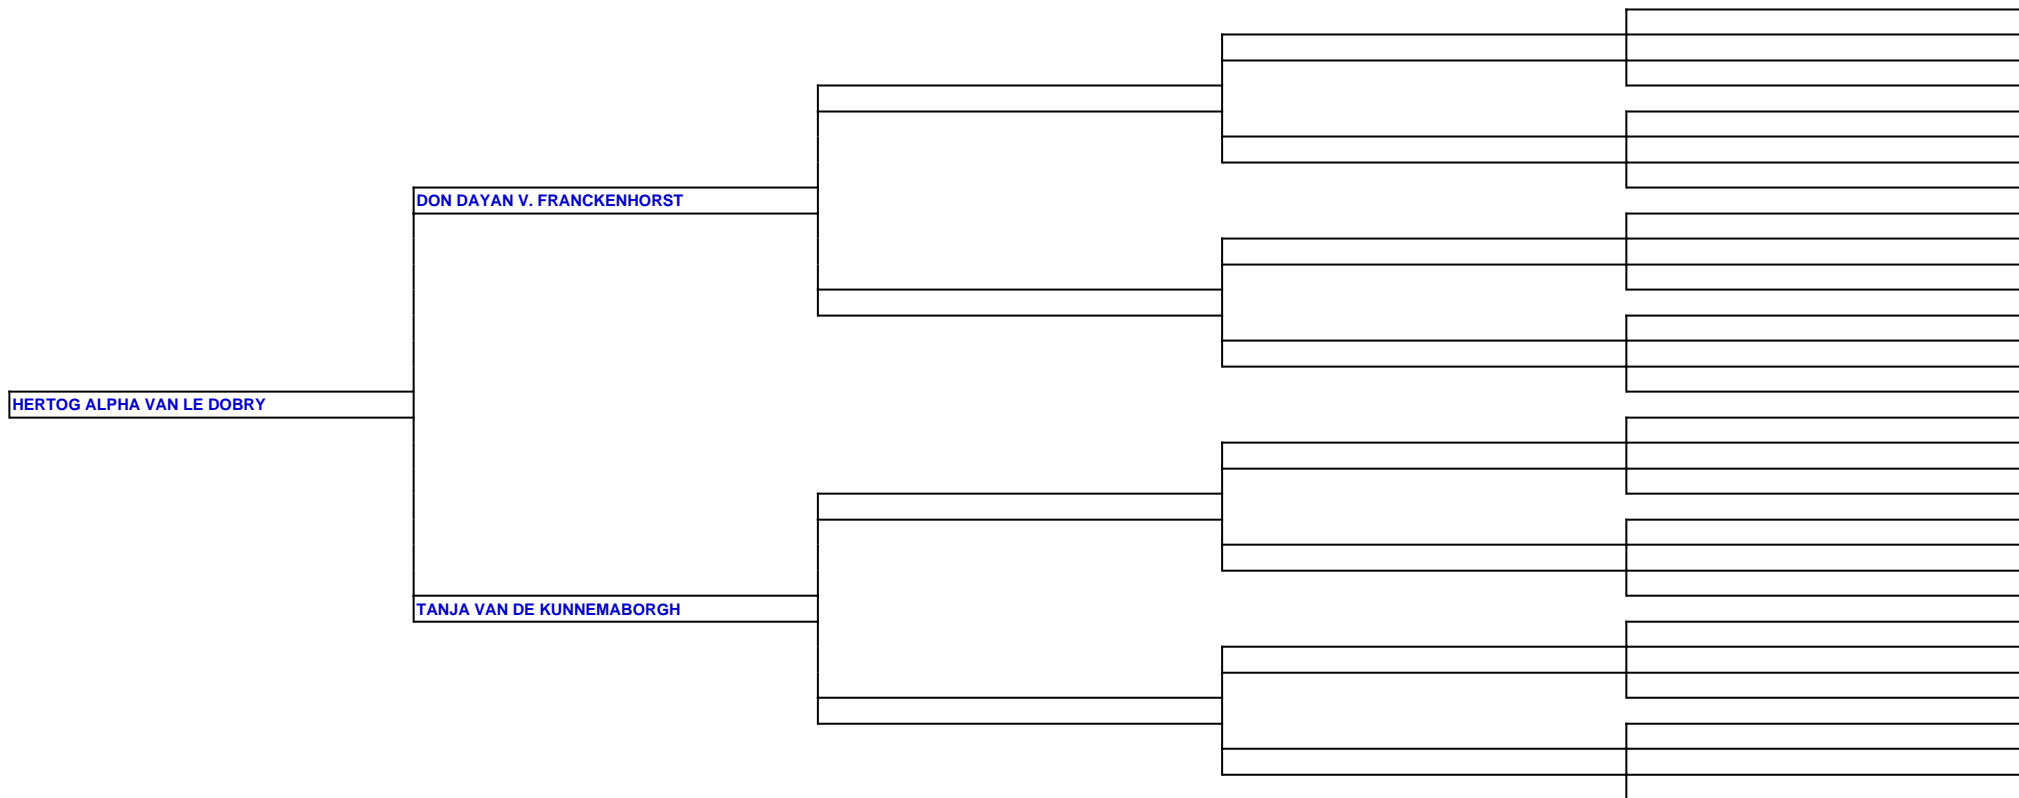 DON DAYAN V. FRANCKENHORST
HERTOG ALPHA VAN LE DOBRY
TANJA VAN DE KUNNEMABORGH